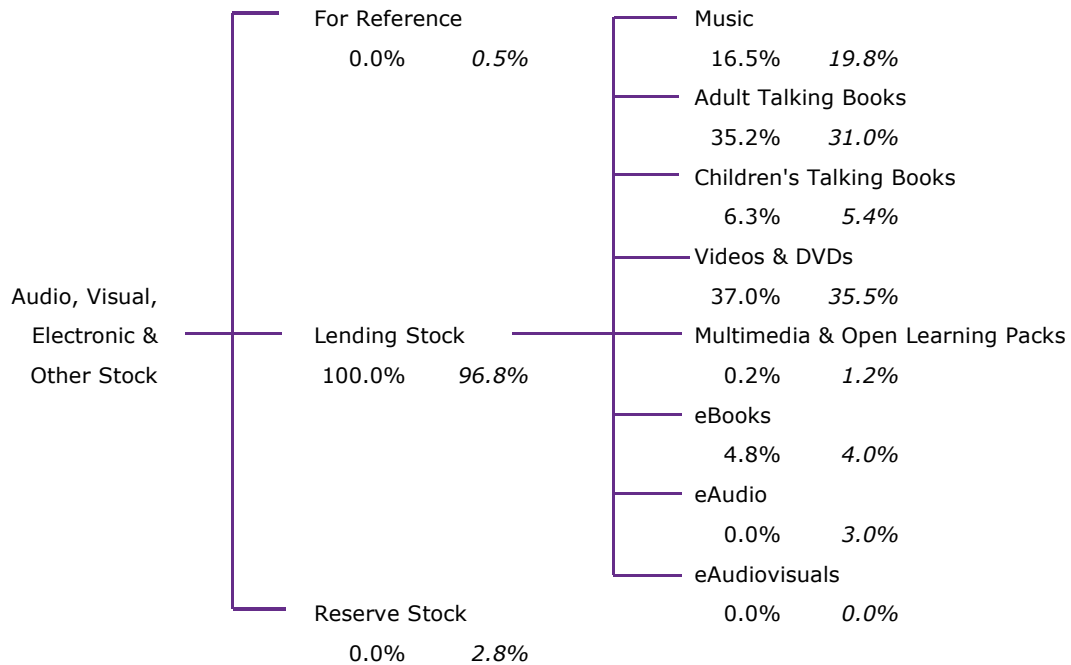 Audio, Visual,
Electronic &
Other Stock
For Reference
0.0% 0.5%
Lending Stock
100.0% 96.8%
Reserve Stock
0.0% 2.8%
Music
16.5% 19.8%
Adult Talking Books
35.2% 31.0%
Children's Talking Books
6.3% 5.4%
Videos & DVDs
37.0% 35.5%
Multimedia & Open Learning Packs
0.2% 1.2%
eBooks
4.8% 4.0%
eAudio
0.0% 3.0%
eAudiovisuals
0.0% 0.0%